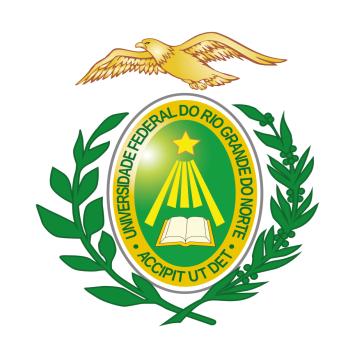 UNIVERSIDADE FEDERAL DO RIO GRANDE DO NORTE
• ACCIPIT UT DET •